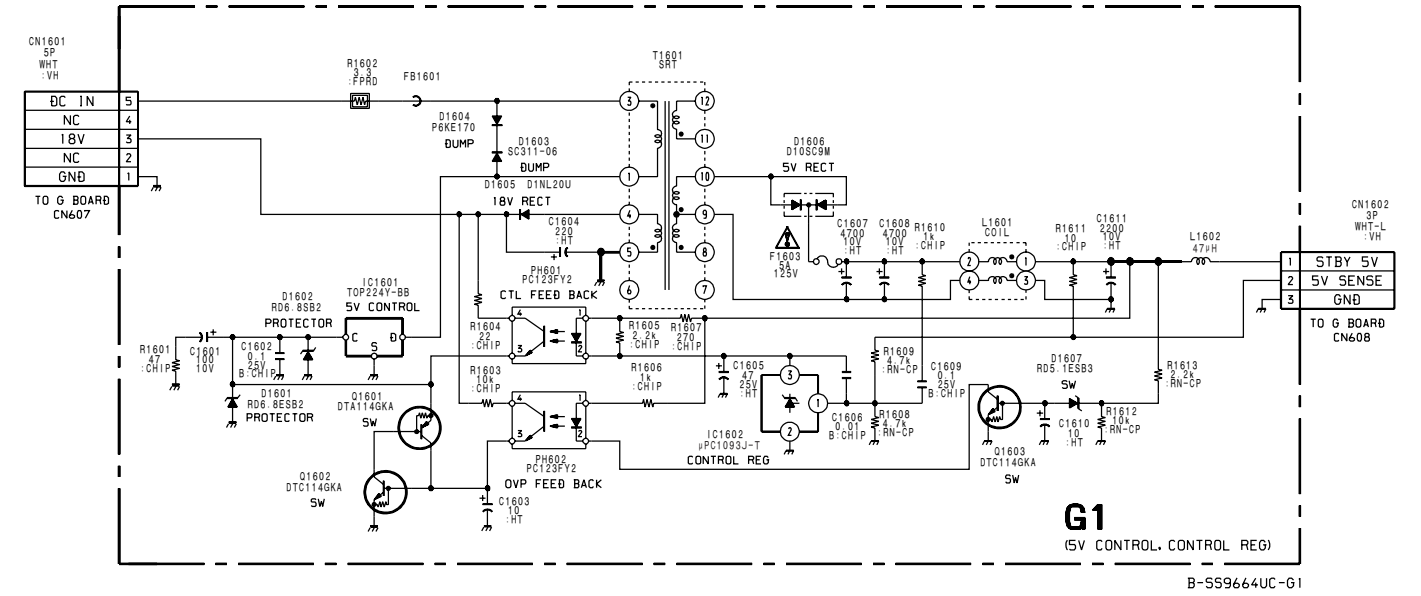 CN1601
5P
WHT
:VH
DC IN 5
NC 4
18V 3
NC 2
GND 1
TO G BOARD
CN607
R1602
3.3
:FPRD
FB1601
D1604
P6KE170
DUMP
D1603
SC311-06
DUMP
D1605 D1NL20U
18V RECT
C1604
220
:HT
T1601
SRT
3
1
4
5
6
12
11
10
9
8
7
D1606
D10SC9M
5V RECT
F1603
5A
125V
C1607
4700
10V
:HT
C1608
4700
10V
:HT
R1610
1k
:CHIP
L1601
COIL
2
1
4
3
R1611
10
:CHIP
C1611
2200
10V
:HT
L1602
47μH
CN1602
3P
WHT-L
:VH
1 STBY 5V
2 5V SENSE
3 GND
TO G BOARD
CN608
PH601
PC123FY2
CTL FEED BACK
4
3
1
2
IC1601
TOP224Y-BB
5V CONTROL
C
D
S
D1602
RD6.8SB2
PROTECTOR
R1601
47
:CHIP
C1601
100
10V
C1602
0.1
25V
B:CHIP
D1601
RD6.8ESB2
PROTECTOR
R1604
22
:CHIP
R1603
10k
:CHIP
R1605
2.2k
:CHIP
R1607
270
:CHIP
R1606
1k
:CHIP
Q1601
DTA114GKA
SW
Q1602
DTC114GKA
SW
4
3
1
2
PH602
PC123FY2
OVP FEED BACK
C1603
10
:HT
C1605
47
25V
:HT
3
1
2
IC1602
μPC1093J-T
CONTROL REG
C1606
0.01
B:CHIP
R1609
4.7k
:RN-CP
R1608
4.7k
:RN-CP
C1609
0.1
25V
B:CHIP
Q1603
DTC114GKA
SW
D1607
RD5.1ESB3
SW
C1610
10
:HT
R1612
10k
:RN-CP
R1613
2.2k
:RN-CP
G1
(5V CONTROL, CONTROL REG)
B-SS9664UC-G1